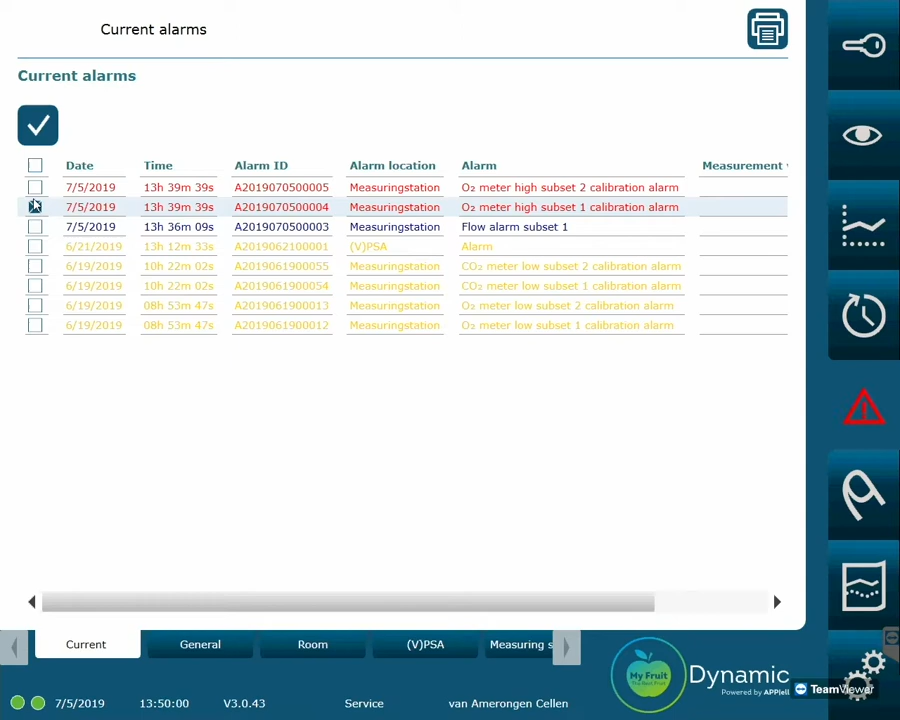 Current alarms
Current alarms
Date Time Alarm ID Alarm location Alarm Measurement
7/5/2019 13h 39m 39s A2019070500005 Measuringstation O₂ meter high subset 2 calibration alarm
7/5/2019 13h 39m 39s A2019070500004 Measuringstation O₂ meter high subset 1 calibration alarm
7/5/2019 13h 36m 09s A2019070500003 Measuringstation Flow alarm subset 1
6/21/2019 13h 12m 33s A2019062100001 (V)PSA Alarm
6/19/2019 10h 22m 02s A2019061900055 Measuringstation CO₂ meter low subset 2 calibration alarm
6/19/2019 10h 22m 02s A2019061900054 Measuringstation CO₂ meter low subset 1 calibration alarm
6/19/2019 08h 53m 47s A2019061900013 Measuringstation O₂ meter low subset 2 calibration alarm
6/19/2019 08h 53m 47s A2019061900012 Measuringstation O₂ meter low subset 1 calibration alarm
Current General Room (V)PSA Measuring s
My Fruit
The Best Fruit
Dynamic
Powered by APP|ell
TeamViewer
7/5/2019 13:50:00 V3.0.43 Service van Amerongen Cellen